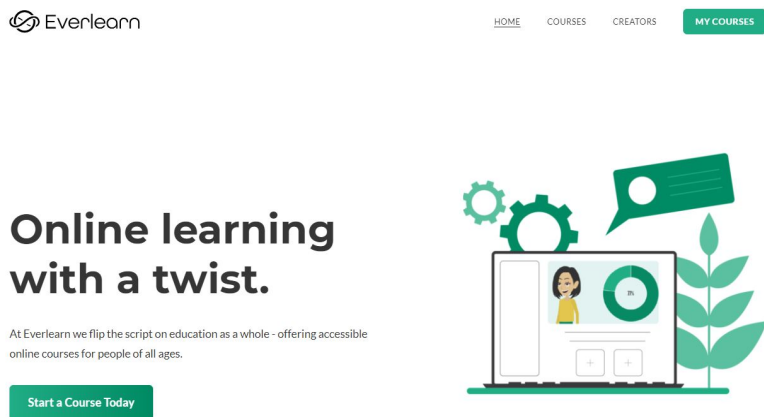 Everlearn
HOME COURSES CREATORS MY COURSES
Online learning
with a twist.
At Everlearn we flip the script on education as a whole - offering accessible
online courses for people of all ages.
Start a Course Today